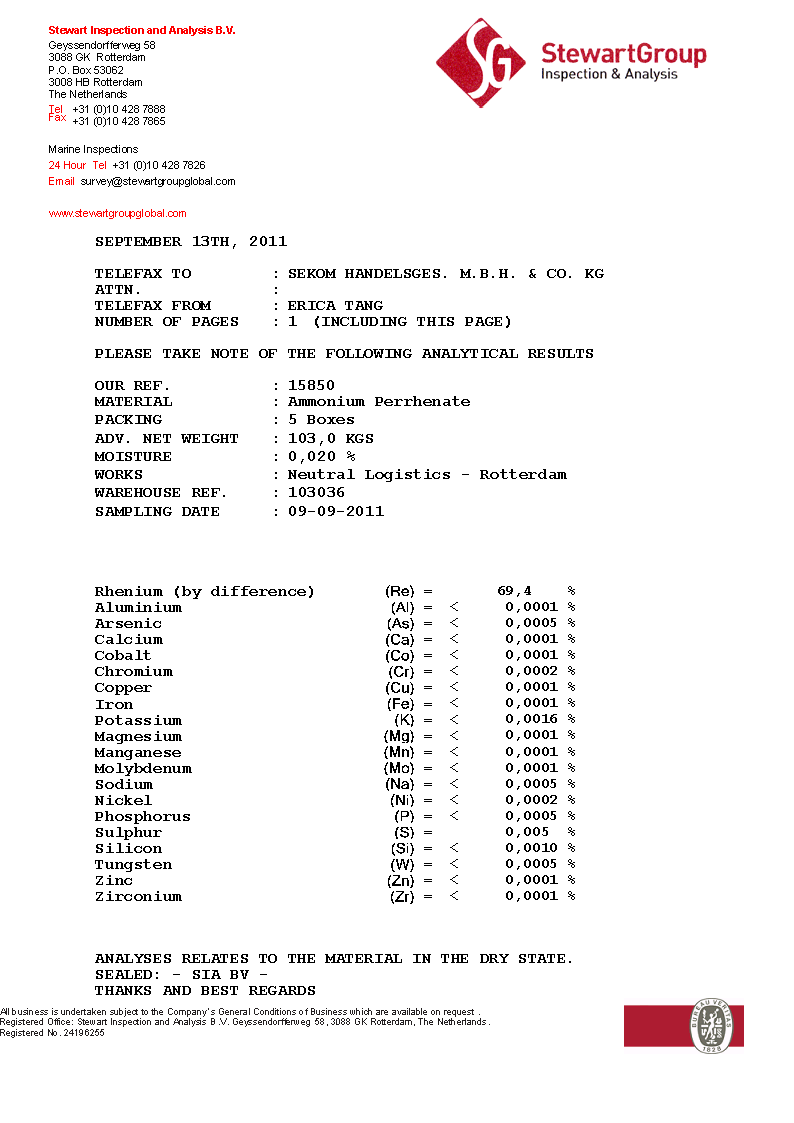 Stewart Inspection and Analysis B.V.
Geyssendorfferweg 58
3088 GK Rotterdam
P.O. Box 53062
3008 HB Rotterdam
The Netherlands
Tel +31 (0)10 428 7888
Fax +31 (0)10 428 7865
Marine Inspections
24 Hour Tel +31 (0)10 428 7826
Email survey@stewartgroupglobal.com
www.stewartgroupglobal.com
SG
StewartGroup
Inspection & Analysis
SEPTEMBER 13TH, 2011
TELEFAX TO : SEKOM HANDELSGES. M.B.H. & CO. KG
ATTN. :
TELEFAX FROM : ERICA TANG
NUMBER OF PAGES : 1 (INCLUDING THIS PAGE)
PLEASE TAKE NOTE OF THE FOLLOWING ANALYTICAL RESULTS
OUR REF. : 15850
MATERIAL : Ammonium Perrhenate
PACKING : 5 Boxes
ADV. NET WEIGHT : 103,0 KGS
MOISTURE : 0,020 %
WORKS : Neutral Logistics - Rotterdam
WAREHOUSE REF. : 103036
SAMPLING DATE : 09-09-2011
Rhenium (by difference) (Re) = 69,4 %
Aluminium (Al) = < 0,0001 %
Arsenic (As) = < 0,0005 %
Calcium (Ca) = < 0,0001 %
Cobalt (Co) = < 0,0001 %
Chromium (Cr) = < 0,0002 %
Copper (Cu) = < 0,0001 %
Iron (Fe) = < 0,0001 %
Potassium (K) = < 0,0016 %
Magnesium (Mg) = < 0,0001 %
Manganese (Mn) = < 0,0001 %
Molybdenum (Mo) = < 0,0001 %
Sodium (Na) = < 0,0005 %
Nickel (Ni) = < 0,0002 %
Phosphorus (P) = < 0,0005 %
Sulphur (S) = 0,005 %
Silicon (Si) = < 0,0010 %
Tungsten (W) = < 0,0005 %
Zinc (Zn) = < 0,0001 %
Zirconium (Zr) = < 0,0001 %
ANALYSES RELATES TO THE MATERIAL IN THE DRY STATE.
SEALED: - SIA BV -
THANKS AND BEST REGARDS
All business is undertaken subject to the Company's General Conditions of Business which are available on request .
Registered Office: Stewart Inspection and Analysis B .V. Geyssendorfferweg 58, 3088 GK Rotterdam, The Netherlands .
Registered No. 24196255
BUREAU VERITAS
1828